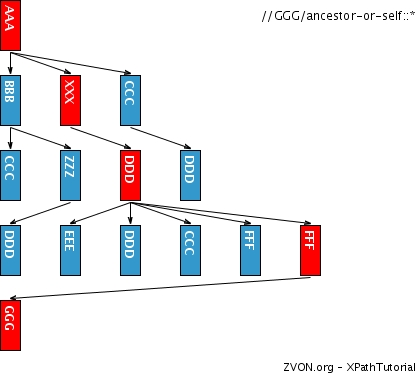 //GGG/ancestor-or-self::*
AAA
BBB
XXX
CCC
CCC
ZZZ
DDD
DDD
DDD
EEE
DDD
CCC
FFF
FFF
GGG
ZVON.org - XPathTutorial